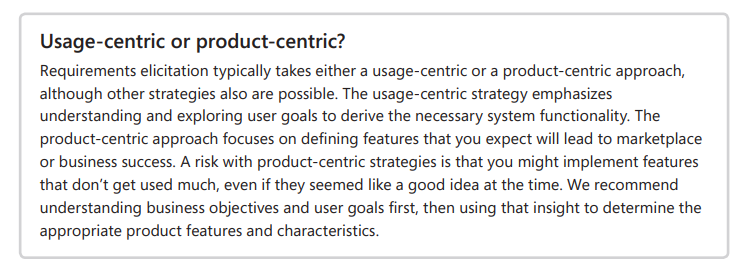 Usage-centric or product-centric?
Requirements elicitation typically takes either a usage-centric or a product-centric approach,
although other strategies also are possible. The usage-centric strategy emphasizes
understanding and exploring user goals to derive the necessary system functionality. The
product-centric approach focuses on defining features that you expect will lead to marketplace
or business success. A risk with product-centric strategies is that you might implement features
that don’t get used much, even if they seemed like a good idea at the time. We recommend
understanding business objectives and user goals first, then using that insight to determine the
appropriate product features and characteristics.